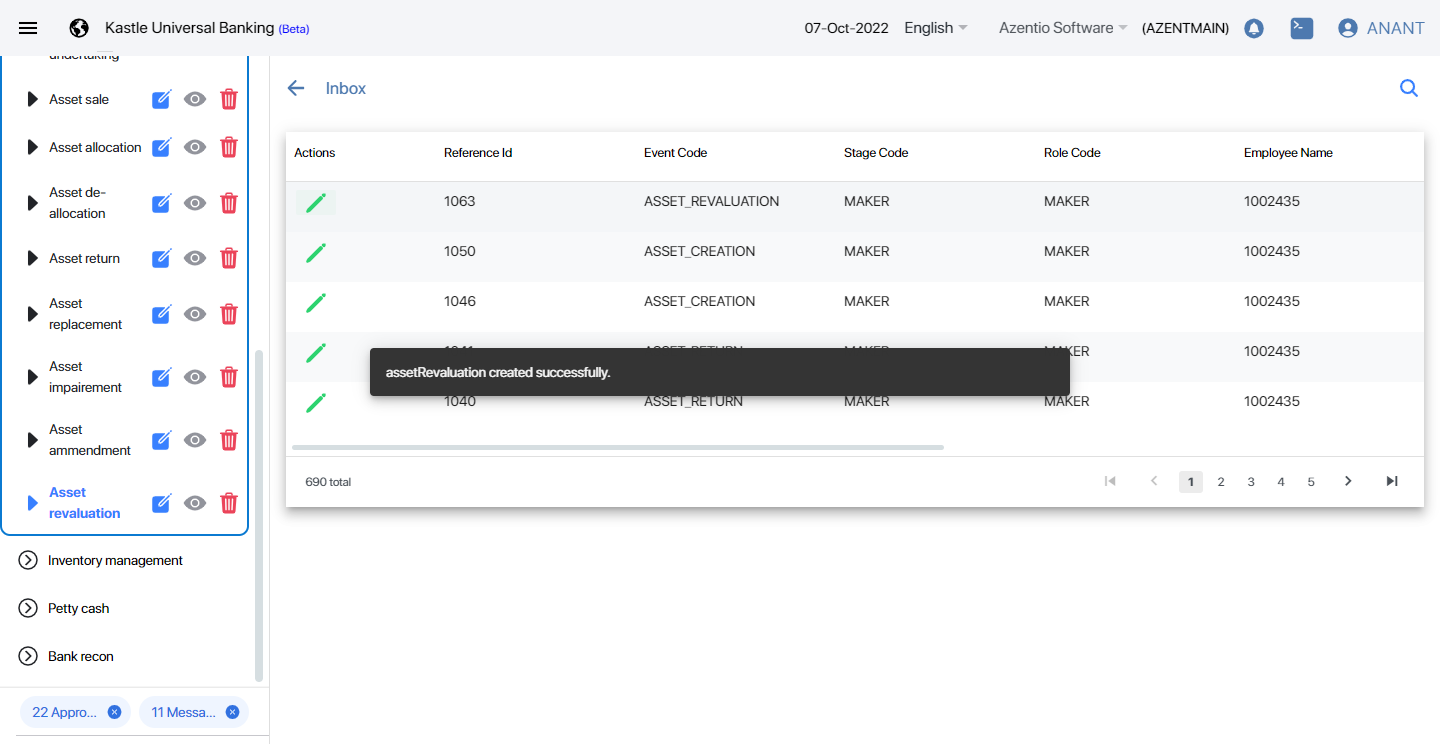 Kastle Universal Banking (Beta)
07-Oct-2022
English
Azentio Software
(AZENTMAIN)
ANANT
undertaking
Asset sale
Asset allocation
Asset de-
allocation
Asset return
Asset
replacement
Asset
impairement
Asset
ammendment
Asset
revaluation
Inventory management
Petty cash
Bank recon
22 Appro...
11 Messa...
Inbox
Actions Reference Id Event Code Stage Code Role Code Employee Name
1063 ASSET_REVALUATION MAKER MAKER 1002435
1050 ASSET_CREATION MAKER MAKER 1002435
1046 ASSET_CREATION MAKER MAKER 1002435
ASSET_RETURN MAKER MAKER 1002435
assetRevaluation created successfully.
1040 ASSET_RETURN MAKER MAKER 1002435
690 total
1 2 3 4 5